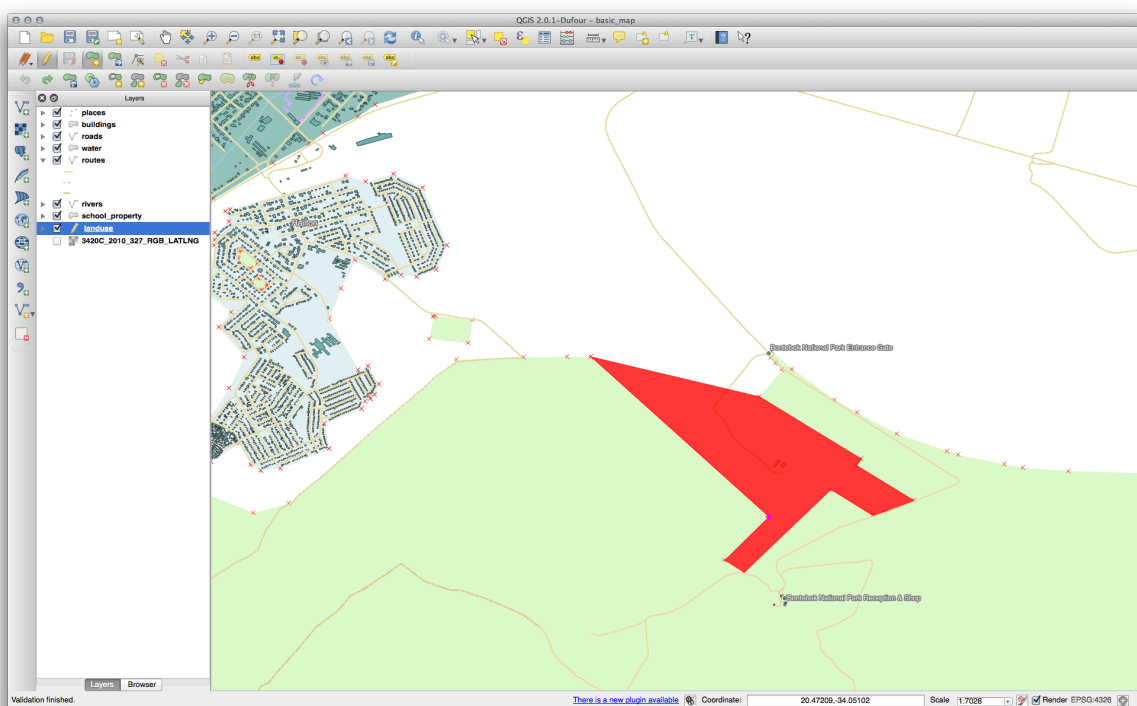 QGIS 2.0.1-Dufour - basic_map
Layers
places
buildings
roads
water
routes
rivers
school_property
landuse
3420C_2010_327_RGB_LATLNG
Bontebok National Park Entrance Gate
Bontebok National Park Reception & Shop
Layers Browser
Validation finished. There is a new plugin available Coordinate: 20.47209,-34.05102 Scale 1:7028 Render EPSG:4326